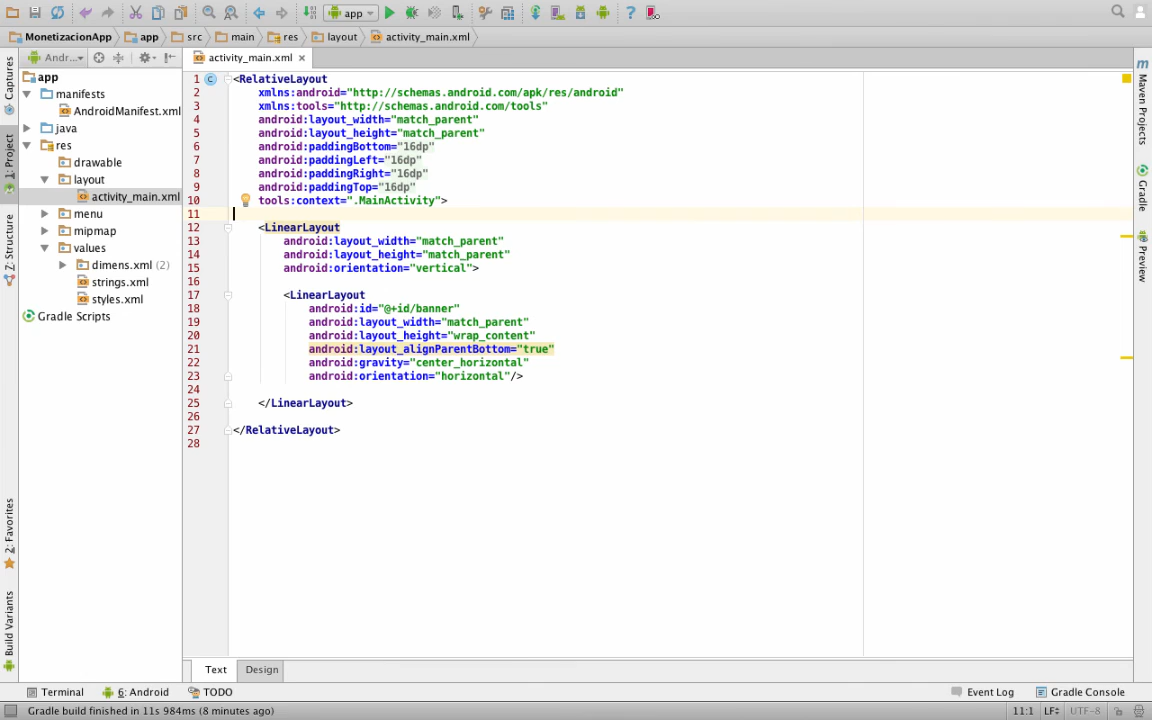 app
MonetizacionApp app src main res layout activity_main.xml
Andr... activity_main.xml
Captures
1: Project
Z: Structure
2: Favorites
Build Variants
app
manifests
AndroidManifest.xml
java
res
drawable
layout
activity_main.xml
menu
mipmap
values
dimens.xml (2)
strings.xml
styles.xml
Gradle Scripts
1 <RelativeLayout
2 xmlns:android="http://schemas.android.com/apk/res/android"
3 xmlns:tools="http://schemas.android.com/tools"
4 android:layout_width="match_parent"
5 android:layout_height="match_parent"
6 android:paddingBottom="16dp"
7 android:paddingLeft="16dp"
8 android:paddingRight="16dp"
9 android:paddingTop="16dp"
10 tools:context=".MainActivity">
11
12 <LinearLayout
13 android:layout_width="match_parent"
14 android:layout_height="match_parent"
15 android:orientation="vertical">
16
17 <LinearLayout
18 android:id="@+id/banner"
19 android:layout_width="match_parent"
20 android:layout_height="wrap_content"
21 android:layout_alignParentBottom="true"
22 android:gravity="center_horizontal"
23 android:orientation="horizontal"/>
24
25 </LinearLayout>
26
27 </RelativeLayout>
28
m Maven Projects
Gradle
Preview
Text Design
Terminal 6: Android TODO Event Log Gradle Console
Gradle build finished in 11s 984ms (8 minutes ago) 11:1 LF÷ UTF-8